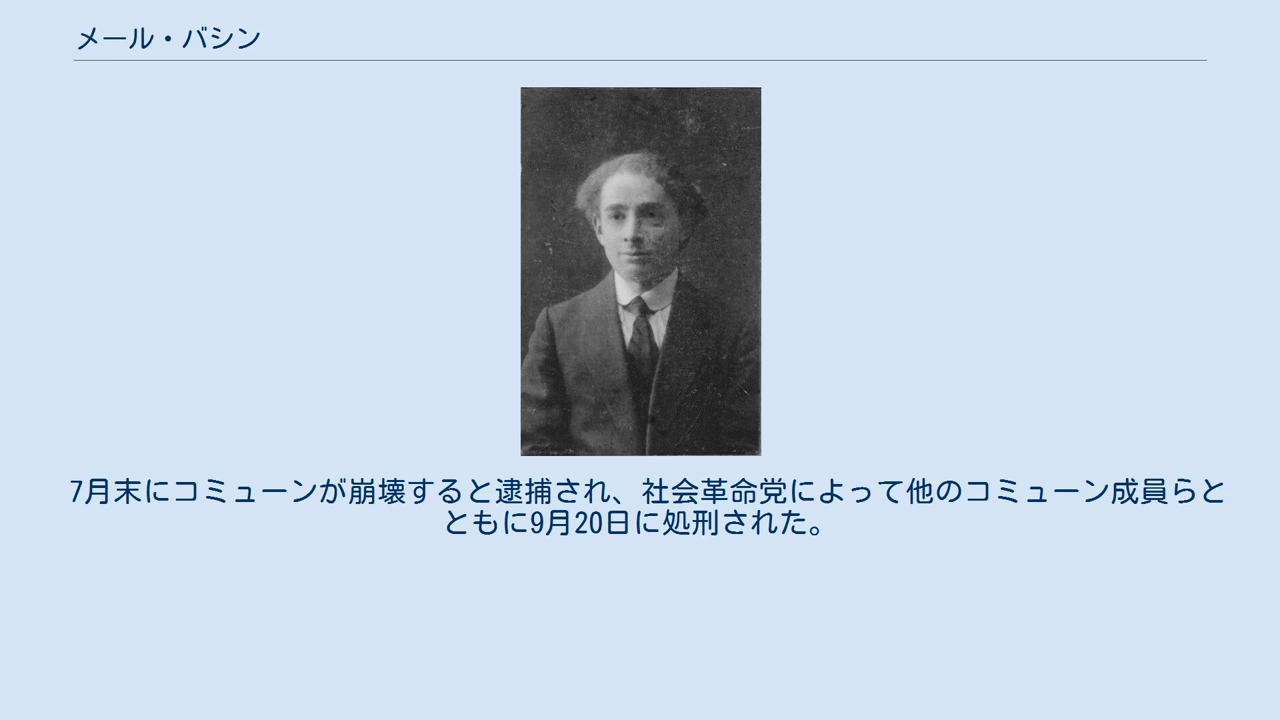 メール・バシン
7月末にコミューンが崩壊すると逮捕され、社会革命党によって他のコミューン成員らと
ともに9月20日に処刑された。